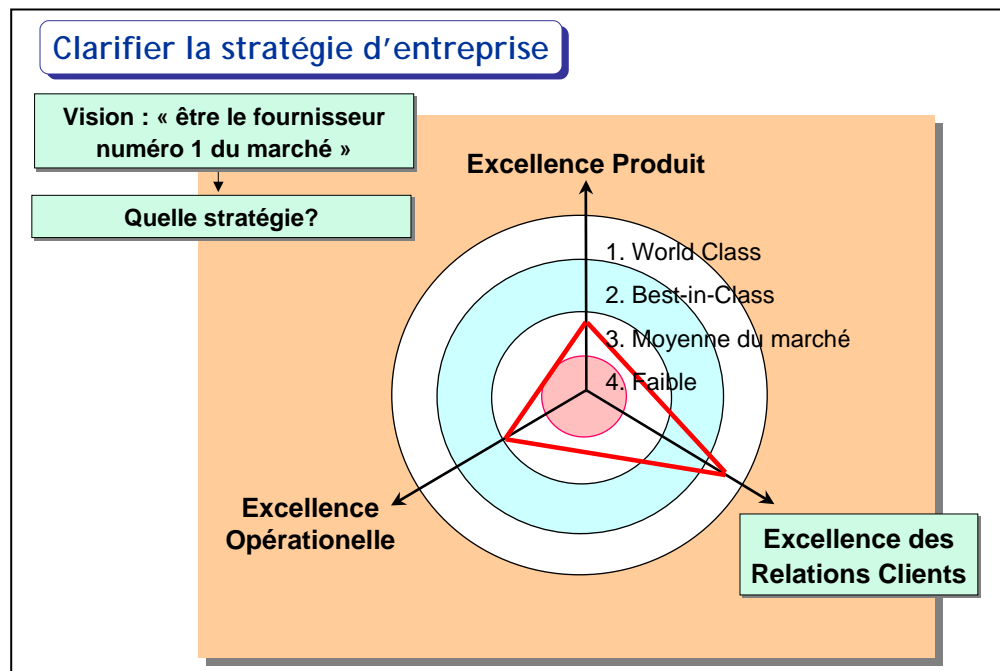 Clarifier la stratégie d'entreprise
Vision : « être le fournisseur
numéro 1 du marché »
Quelle stratégie?
Excellence Produit
1. World Class
2. Best-in-Class
3. Moyenne du marché
4. Faible
Excellence
Opérationelle
Excellence des
Relations Clients